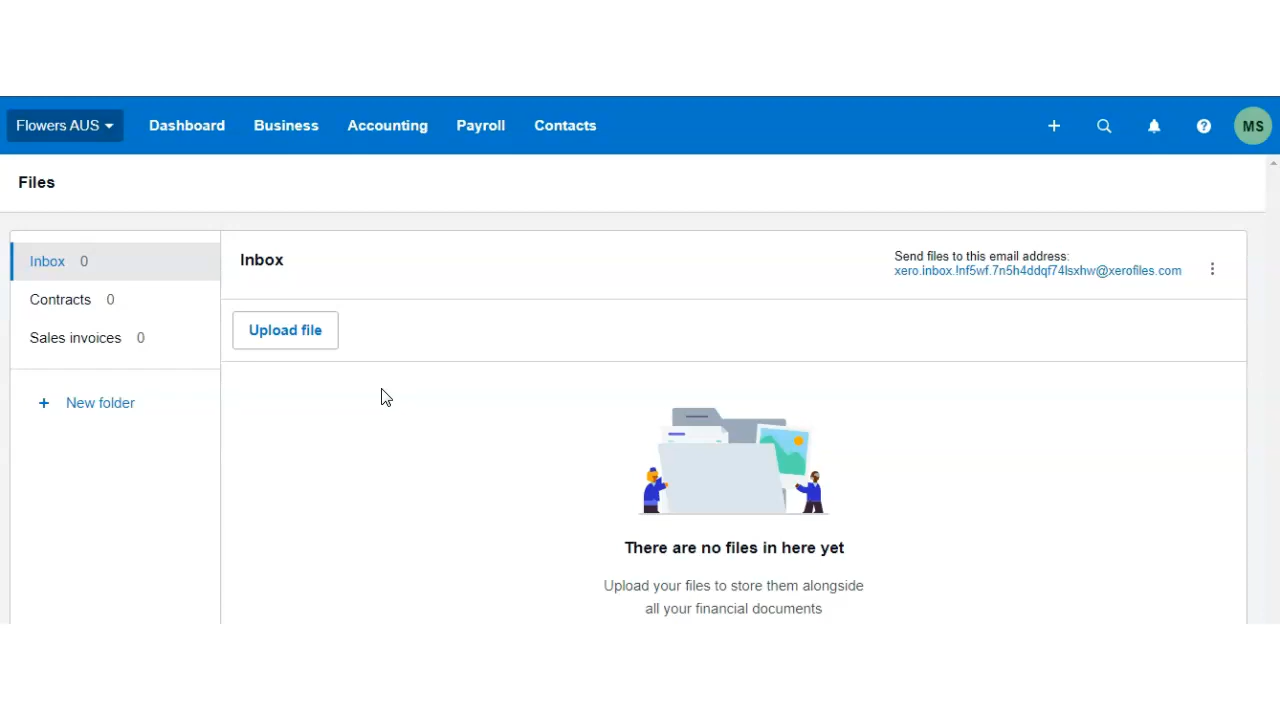 Flowers AUS Dashboard Business Accounting Payroll Contacts MS
Files
Inbox 0
Contracts 0
Sales invoices 0
+ New folder
Inbox
Send files to this email address:
xero.inbox.!nf5wf.7n5h4ddqf74lsxhw@xerofiles.com
Upload file
There are no files in here yet
Upload your files to store them alongside
all your financial documents